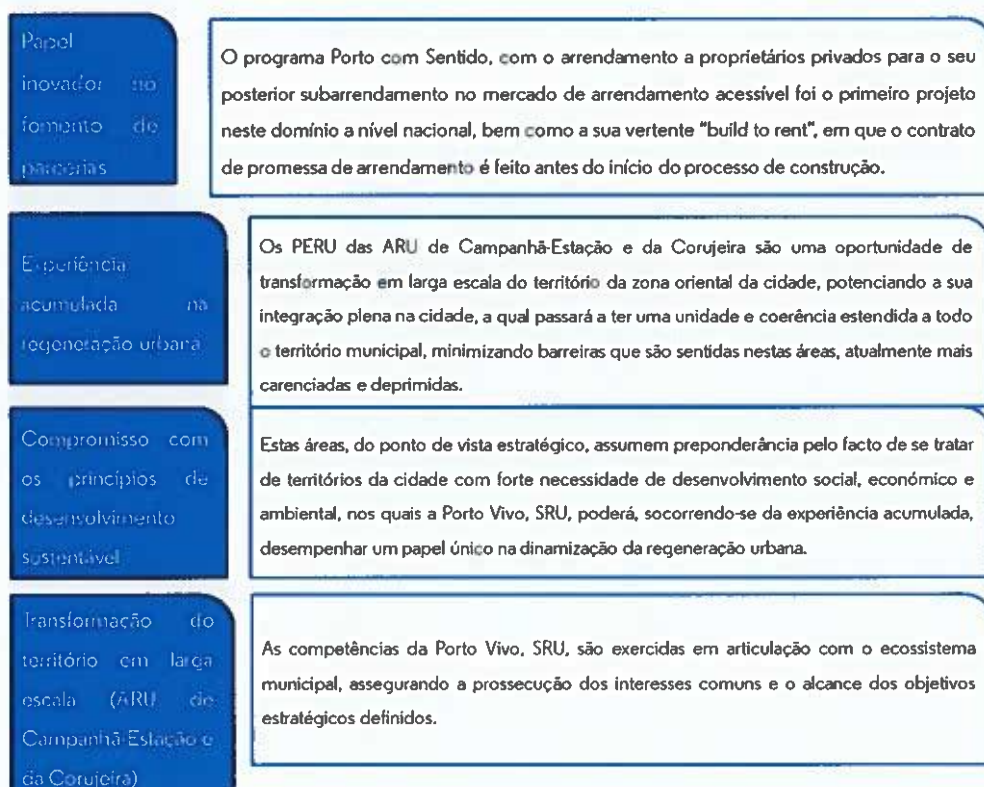 Papel
inovador no
fomento de
parcerias
O programa Porto com Sentido, com o arrendamento a proprietários privados para o seu
posterior subarrendamento no mercado de arrendamento acessível foi o primeiro projeto
neste domínio a nível nacional, bem como a sua vertente "build to rent", em que o contrato
de promessa de arrendamento é feito antes do início do processo de construção.
Experiência
acumulada na
regeneração urbana
Os PERU das ARU de Campanhã-Estação e da Corujeira são uma oportunidade de
transformação em larga escala do território da zona oriental da cidade, potenciando a sua
integração plena na cidade, a qual passará a ter uma unidade e coerência estendida a todo
o território municipal, minimizando barreiras que são sentidas nestas áreas, atualmente mais
carenciadas e deprimidas.
Compromisso com
os princípios de
desenvolvimento
sustentável
Estas áreas, do ponto de vista estratégico, assumem preponderância pelo facto de se tratar
de territórios da cidade com forte necessidade de desenvolvimento social, económico e
ambiental, nos quais a Porto Vivo, SRU, poderá, socorrendo-se da experiência acumulada,
desempenhar um papel único na dinamização da regeneração urbana.
Transformação do
território em larga
escala (ARU de
Campanhã-Estação e
da Corujeira)
As competências da Porto Vivo, SRU, são exercidas em articulação com o ecossistema
municipal, assegurando a prossecução dos interesses comuns e o alcance dos objetivos
estratégicos definidos.